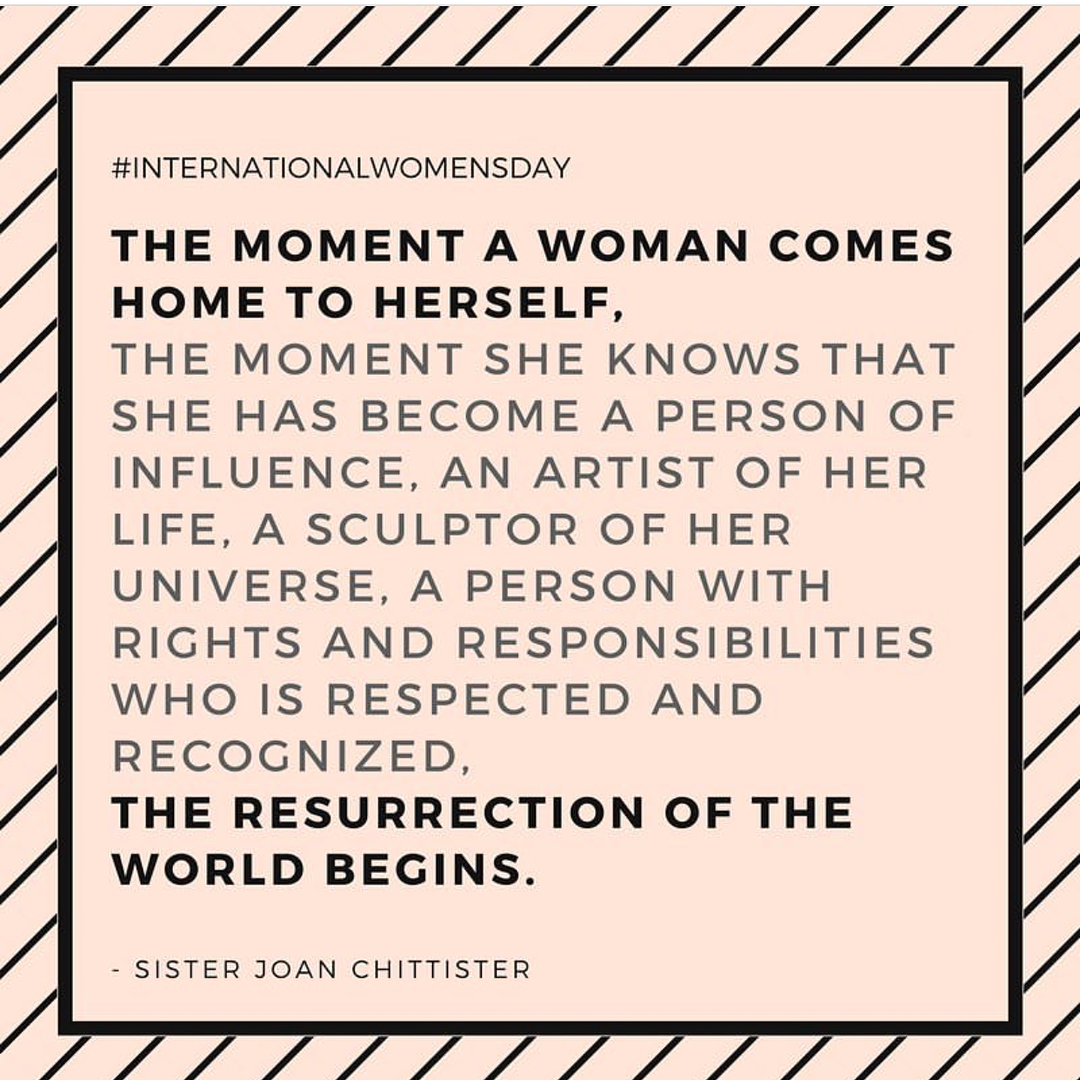 #INTERNATIONALWOMENSDAY
THE MOMENT A WOMAN COMES
HOME TO HERSELF,
THE MOMENT SHE KNOWS THAT
SHE HAS BECOME A PERSON OF
INFLUENCE, AN ARTIST OF HER
LIFE, A SCULPTOR OF HER
UNIVERSE, A PERSON WITH
RIGHTS AND RESPONSIBILITIES
WHO IS RESPECTED AND
RECOGNIZED,
THE RESURRECTION OF THE
WORLD BEGINS.
- SISTER JOAN CHITTISTER